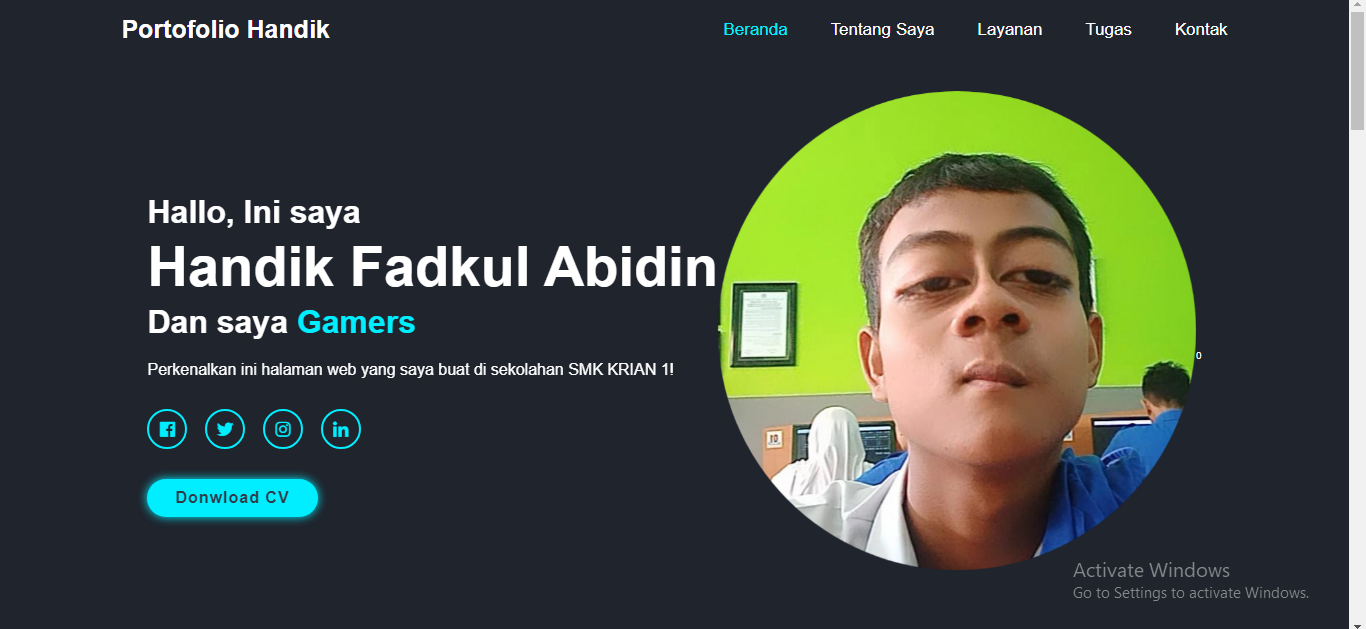 Portofolio Handik
Beranda Tentang Saya Layanan Tugas Kontak
Hallo, Ini saya
Handik Fadkul Abidin
Dan saya Gamers
Perkenalkan ini halaman web yang saya buat di sekolahan SMK KRIAN 1!
Donwload CV
0
10
Activate Windows
Go to Settings to activate Windows.